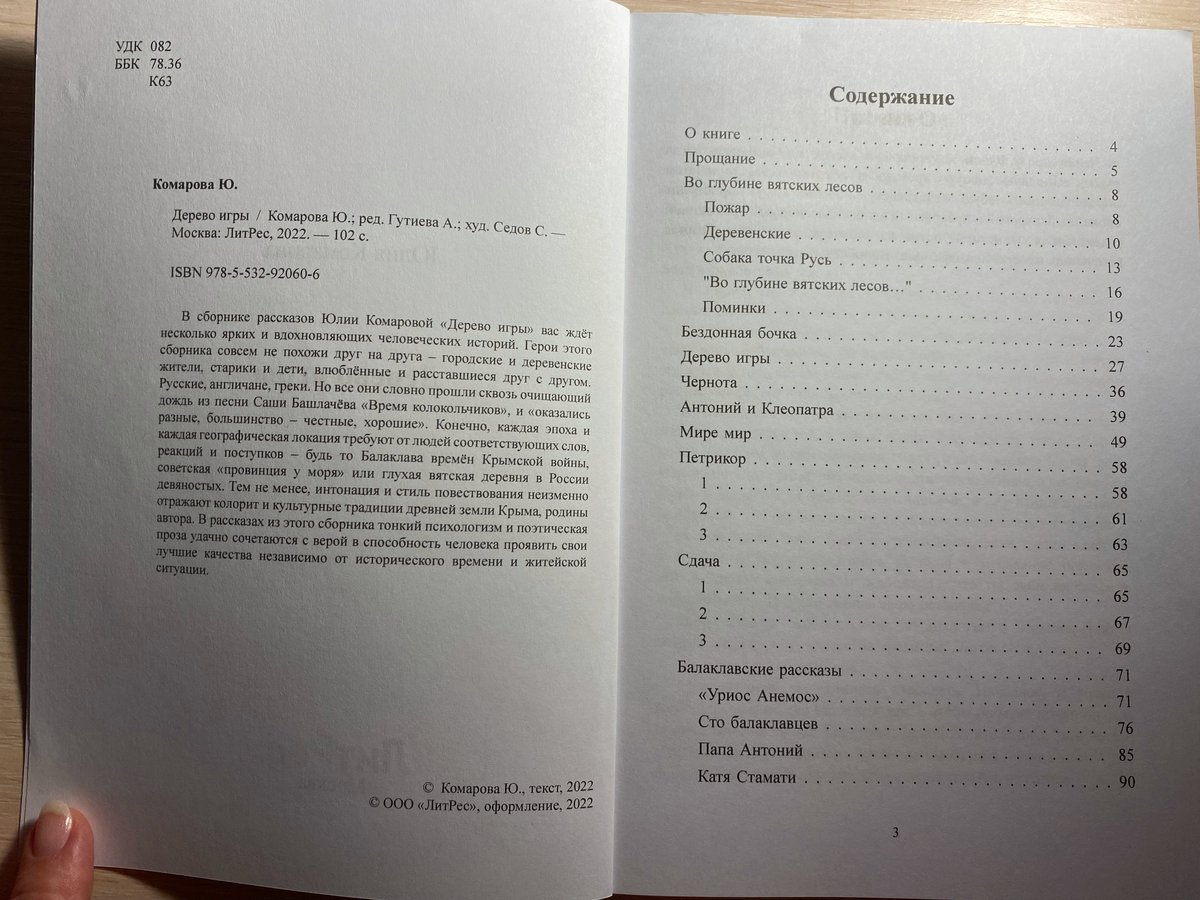 УДК 082
ББК 78.36
К63
Комарова Ю.
Дерево игры / Комарова Ю.; ред. Гутиева А.; худ. Седов С. —
Москва: ЛитРес, 2022. — 102 с.
ISBN 978-5-532-92060-6
В сборнике рассказов Юлии Комаровой «Дерево игры» вас ждёт
несколько ярких и вдохновляющих человеческих историй. Герои этого
сборника совсем не похожи друг на друга – городские и деревенские
жители, старики и дети, влюблённые и расставшиеся друг с другом.
Русские, англичане, греки. Но все они словно прошли сквозь очищающий
дождь из песни Саши Башлачёва «Время колокольчиков», и «оказались
разные, большинство – честные, хорошие». Конечно, каждая эпоха и
каждая географическая локация требуют от людей соответствующих слов,
реакций и поступков – будь то Балаклава времён Крымской войны,
советская «провинция у моря» или глухая вятская деревня в России
девяностых. Тем не менее, интонация и стиль повествования неизменно
отражают колорит и культурные традиции древней земли Крыма, родины
автора. В рассказах из этого сборника тонкий психологизм и поэтическая
проза удачно сочетаются с верой в способность человека проявить свои
лучшие качества независимо от исторического времени и житейской
ситуации.
© Комарова Ю., текст, 2022
© ООО «ЛитРес», оформление, 2022
Содержание
О книге . . . . . . . . . . 4
Прощание . . . . . . . . . . 5
Во глубине вятских лесов . . . . . . . . . . 8
Пожар . . . . . . . . . . 8
Деревенские . . . . . . . . . . 10
Собака точка Русь . . . . . . . . . . 13
"Во глубине вятских лесов..." . . . . . . . . . . 16
Поминки . . . . . . . . . . 19
Бездонная бочка . . . . . . . . . . 23
Дерево игры . . . . . . . . . . 27
Чернота . . . . . . . . . . 36
Антоний и Клеопатра . . . . . . . . . . 39
Мире мир . . . . . . . . . . 49
Петрикор . . . . . . . . . . 58
1 . . . . . . . . . . 58
2 . . . . . . . . . . 61
3 . . . . . . . . . . 63
Сдача . . . . . . . . . . 65
1 . . . . . . . . . . 65
2 . . . . . . . . . . 67
3 . . . . . . . . . . 69
Балаклавские рассказы . . . . . . . . . . 71
«Уриос Анемос» . . . . . . . . . . 71
Сто балаклавцев . . . . . . . . . . 76
Папа Антоний . . . . . . . . . . 85
Катя Стамати . . . . . . . . . . 90
3